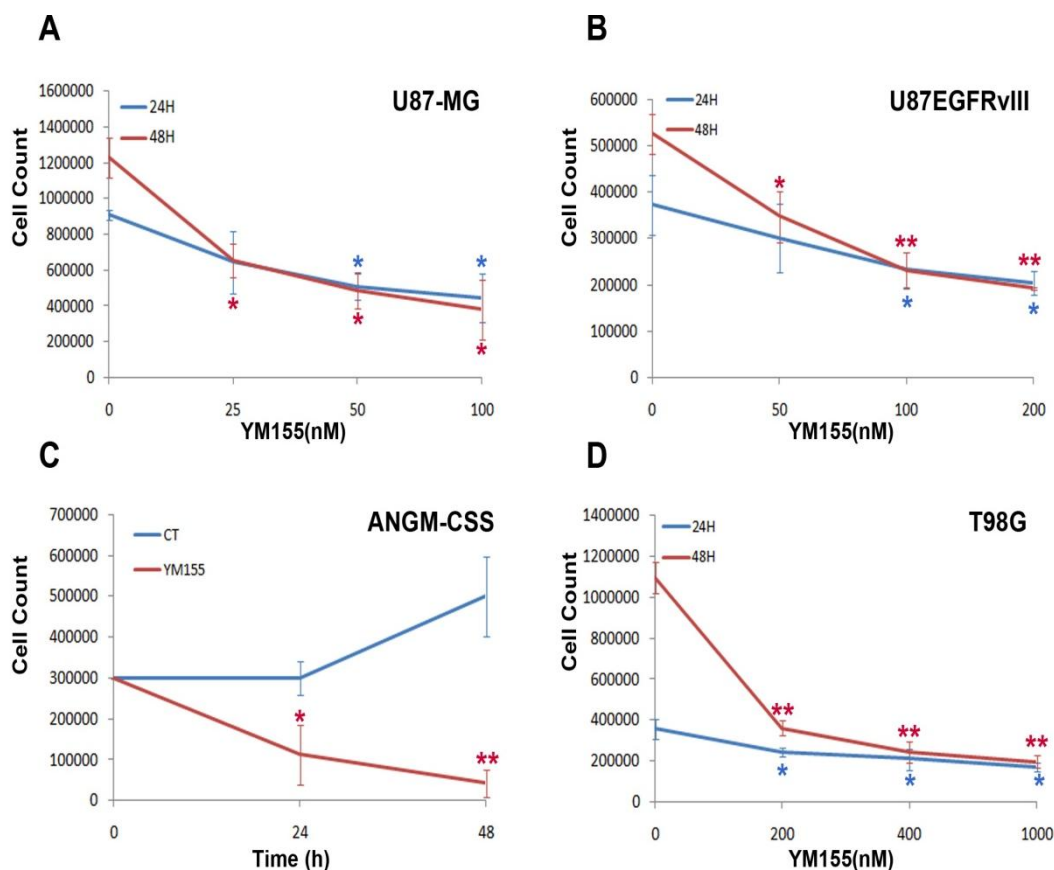 A
U87-MG
24H
48H
Cell Count
1600000
1400000
1200000
1000000
800000
600000
400000
200000
0
*
*
*
*
*
0 25 50 100
YM155(nM)
B
U87EGFRvIII
24H
48H
Cell Count
600000
500000
400000
300000
200000
100000
0
*
**
**
*
*
0 50 100 200
YM155(nM)
C
ANGM-CSS
CT
YM155
Cell Count
700000
600000
500000
400000
300000
200000
100000
0
*
**
0 24 48
Time (h)
D
T98G
24H
48H
Cell Count
1400000
1200000
1000000
800000
600000
400000
200000
0
**
**
**
*
*
*
0 200 400 1000
YM155(nM)